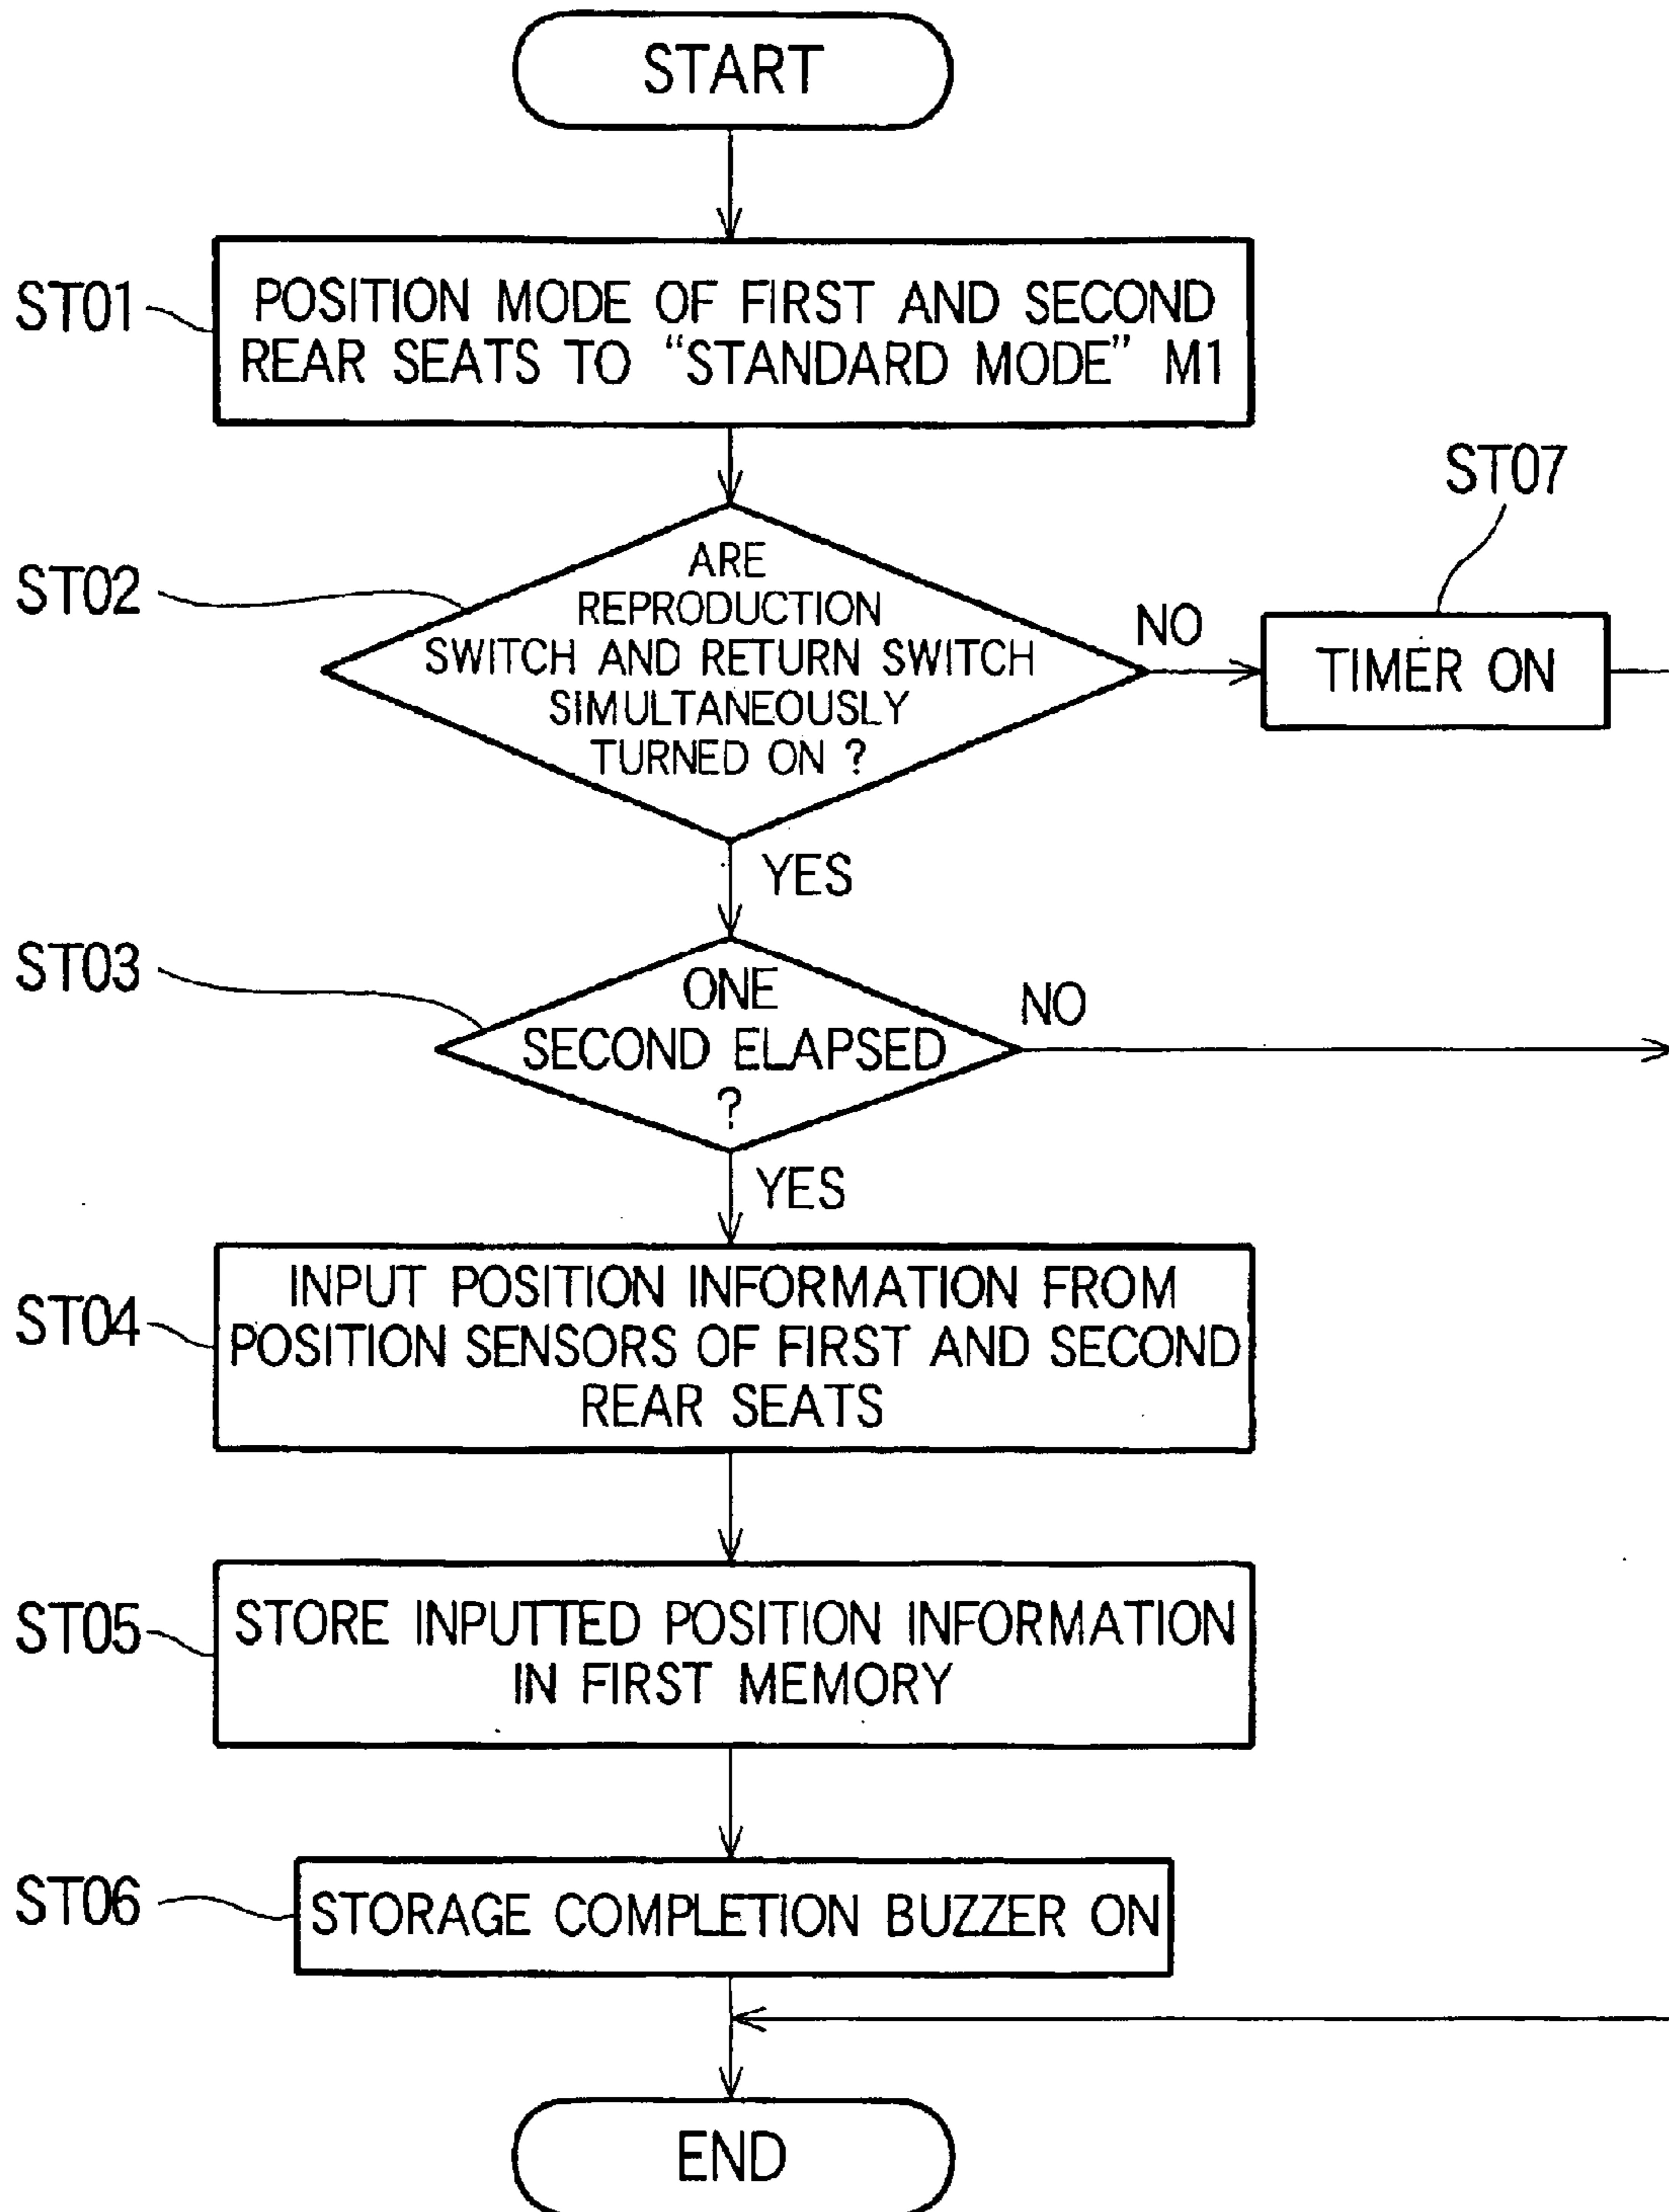 START
ST01
POSITION MODE OF FIRST AND SECOND
REAR SEATS TO “STANDARD MODE” M1
ST07
ST02
ARE
REPRODUCTION
SWITCH AND RETURN SWITCH
SIMULTANEOUSLY
TURNED ON ?
NO
TIMER ON
YES
ST03
ONE
SECOND ELAPSED
?
NO
YES
ST04
INPUT POSITION INFORMATION FROM
POSITION SENSORS OF FIRST AND SECOND
REAR SEATS
ST05
STORE INPUTTED POSITION INFORMATION
IN FIRST MEMORY
ST06
STORAGE COMPLETION BUZZER ON
END